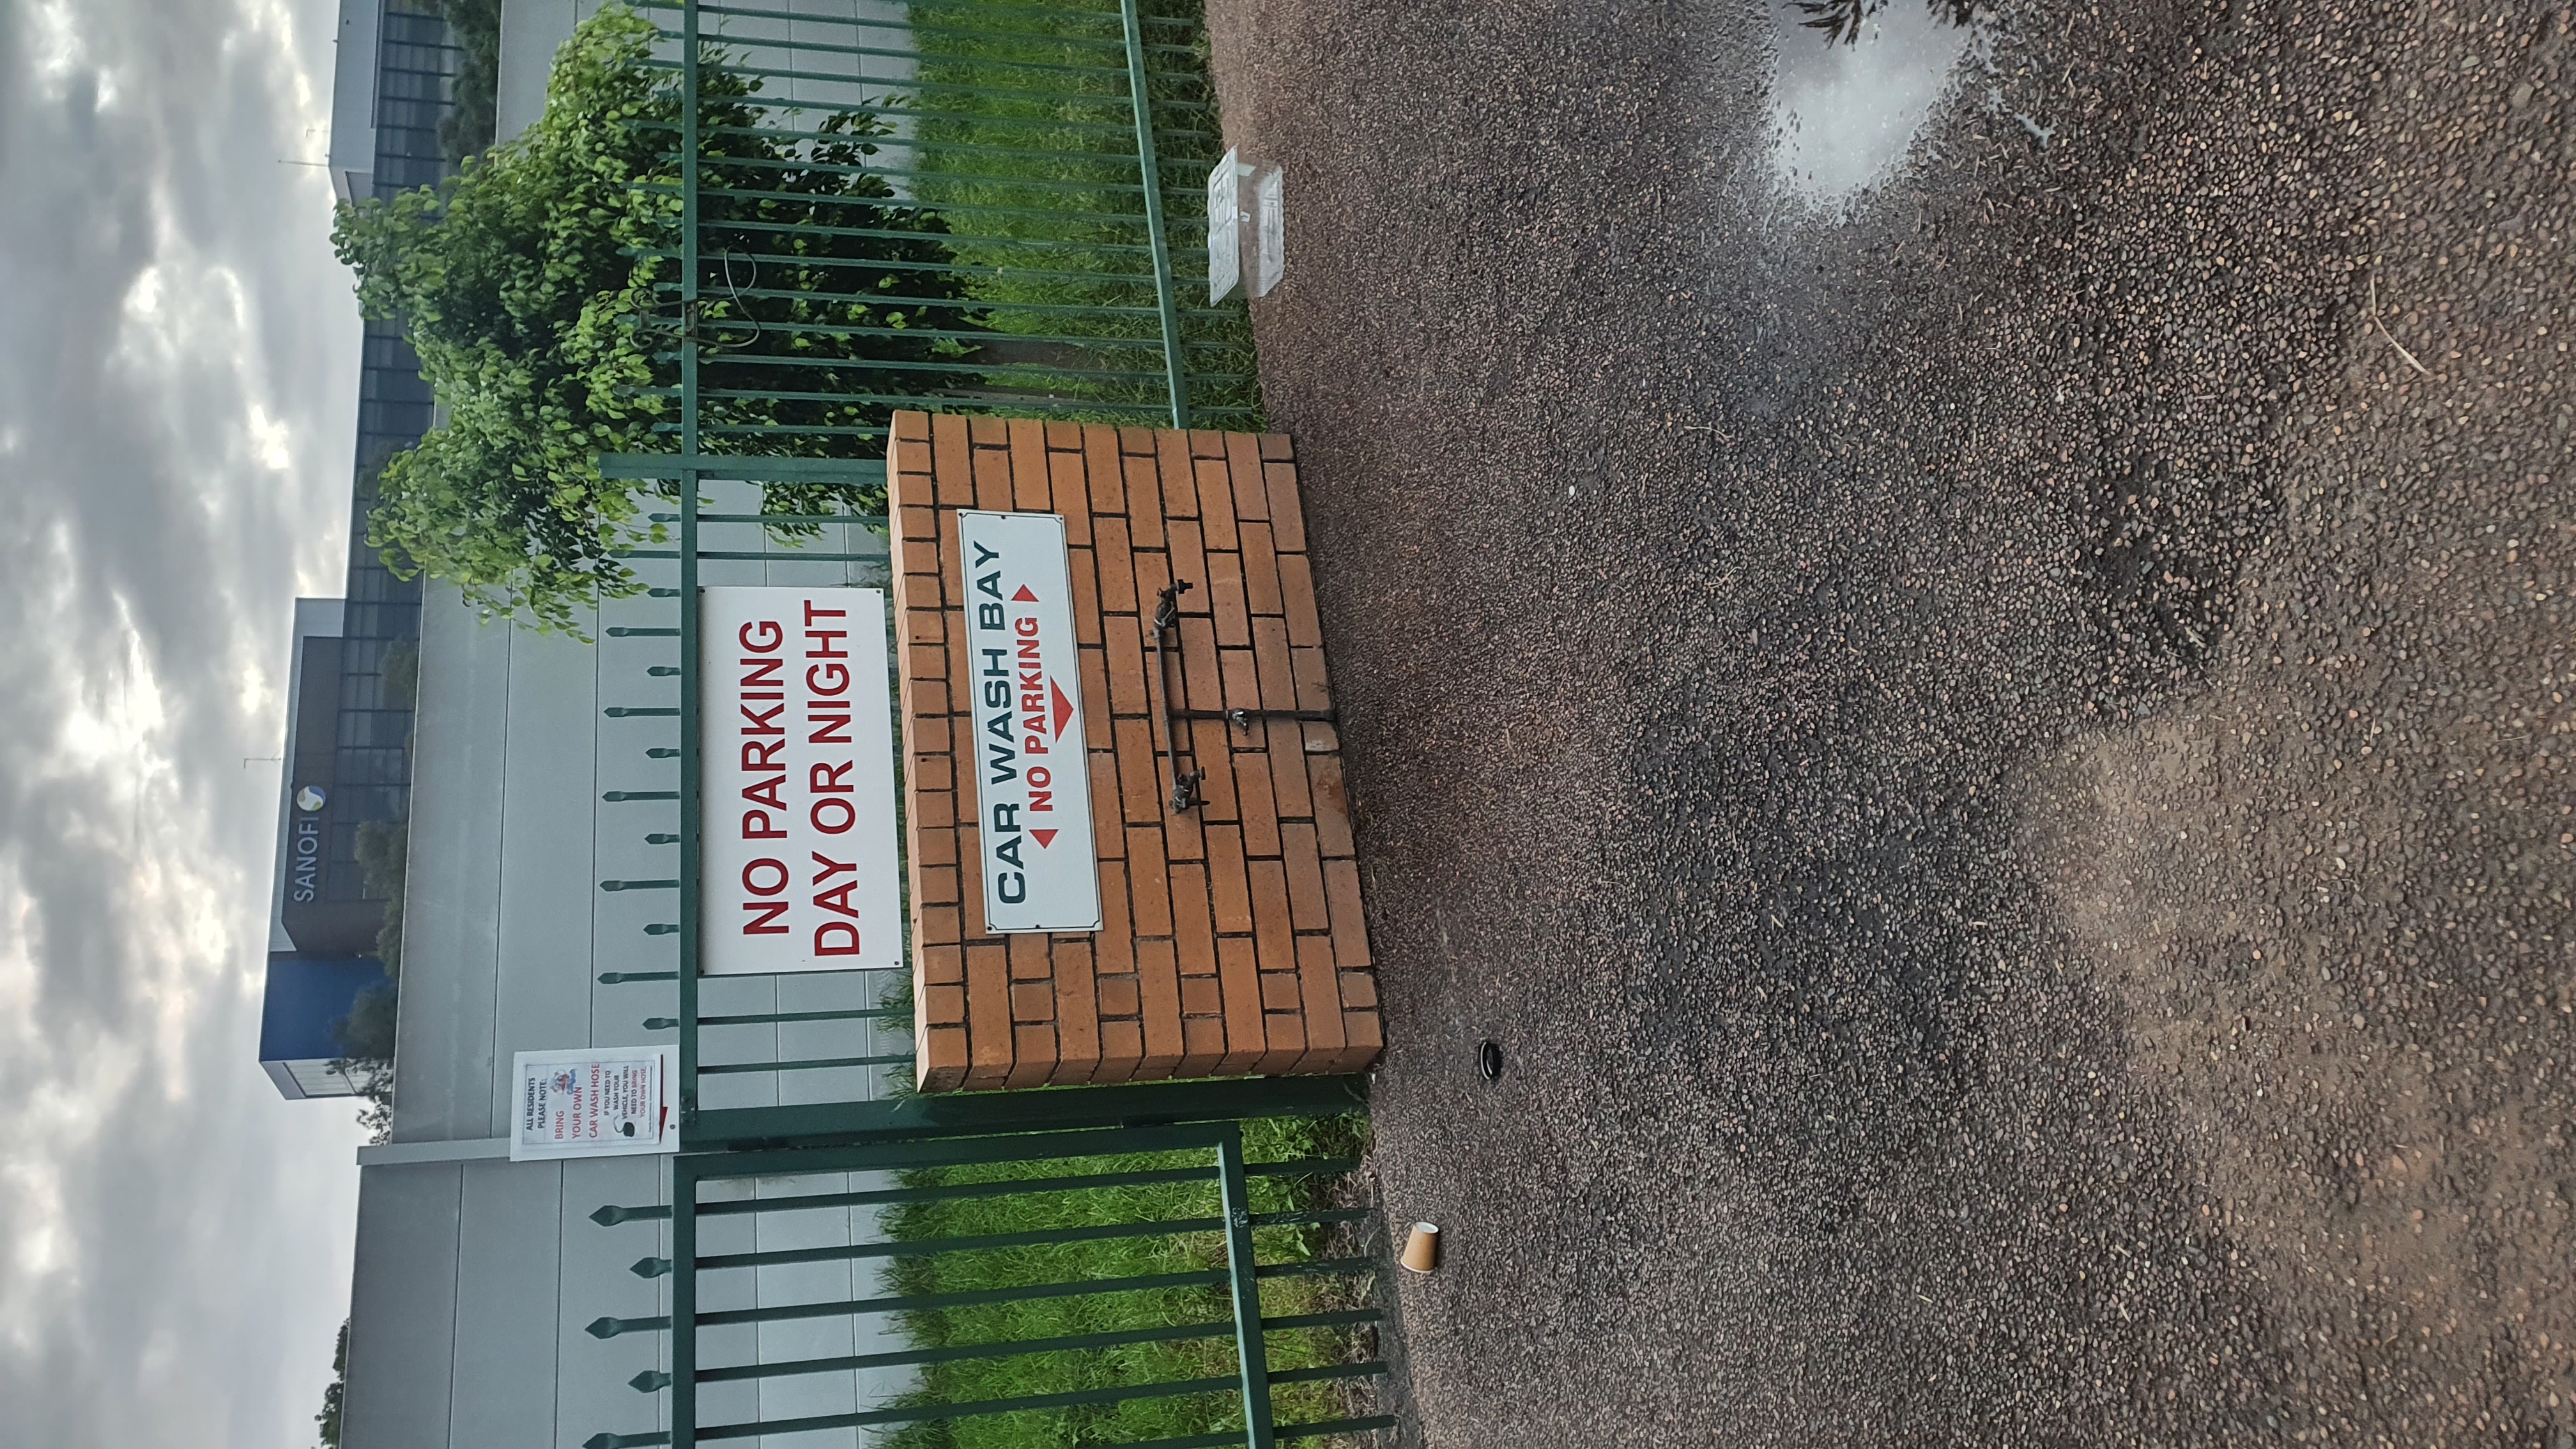 SANOFI
ALL RESIDENTS
PLEASE NOTE:
BRING
YOUR OWN
CAR WASH HOSE
IF YOU NEED TO
WASH YOUR
VEHICLE, YOU WILL
NEED TO BRING
YOUR OWN HOSE.
NO PARKING
DAY OR NIGHT
CAR WASH BAY
NO PARKING